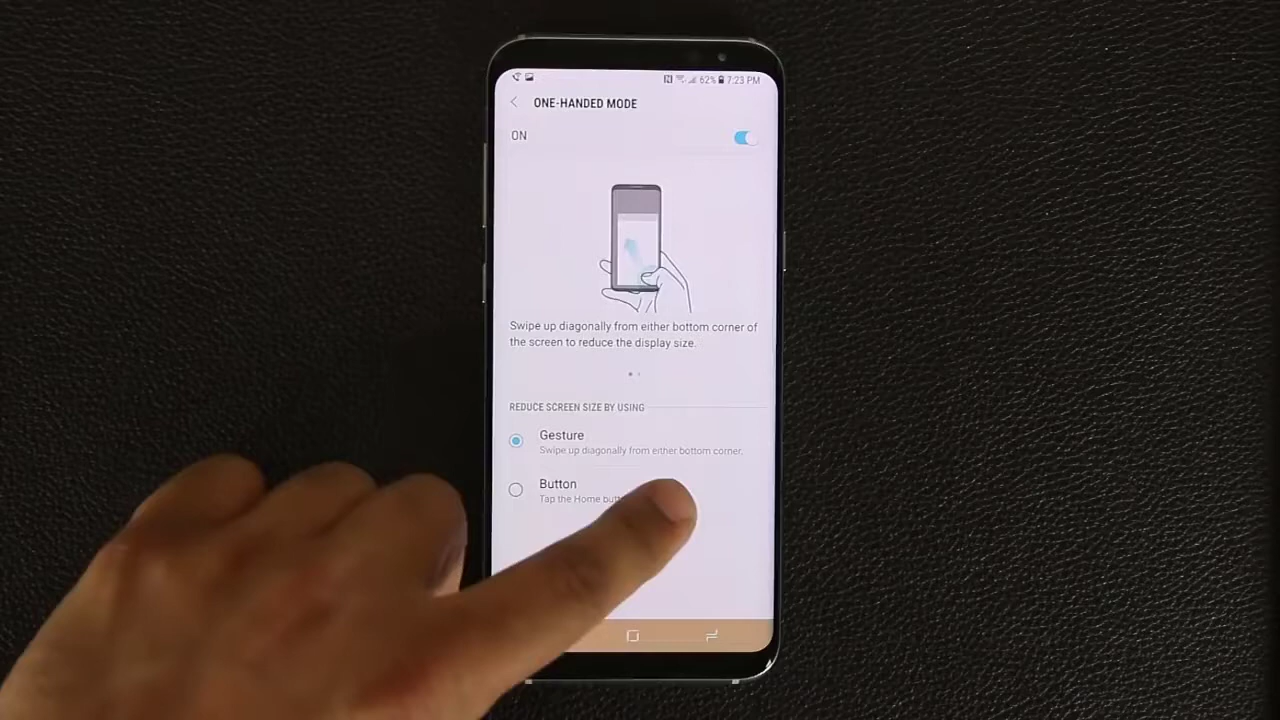 62% 7:23 PM
ONE-HANDED MODE
ON
Swipe up diagonally from either bottom corner of
the screen to reduce the display size.
REDUCE SCREEN SIZE BY USING
Gesture
Swipe up diagonally from either bottom corner.
Button
Tap the Home